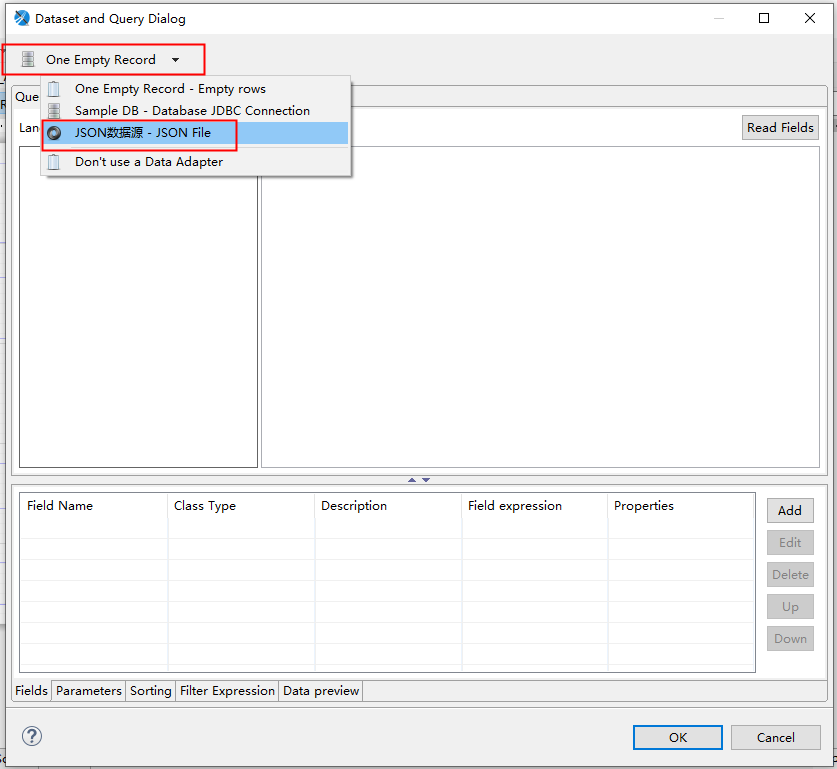 Dataset and Query Dialog
One Empty Record
One Empty Record - Empty rows
Sample DB - Database JDBC Connection
JSON数据源 - JSON File
Don't use a Data Adapter
Que
Lan
Read Fields
Field Name Class Type Description Field expression Properties
Add
Edit
Delete
Up
Down
Fields Parameters Sorting Filter Expression Data preview
?
OK Cancel